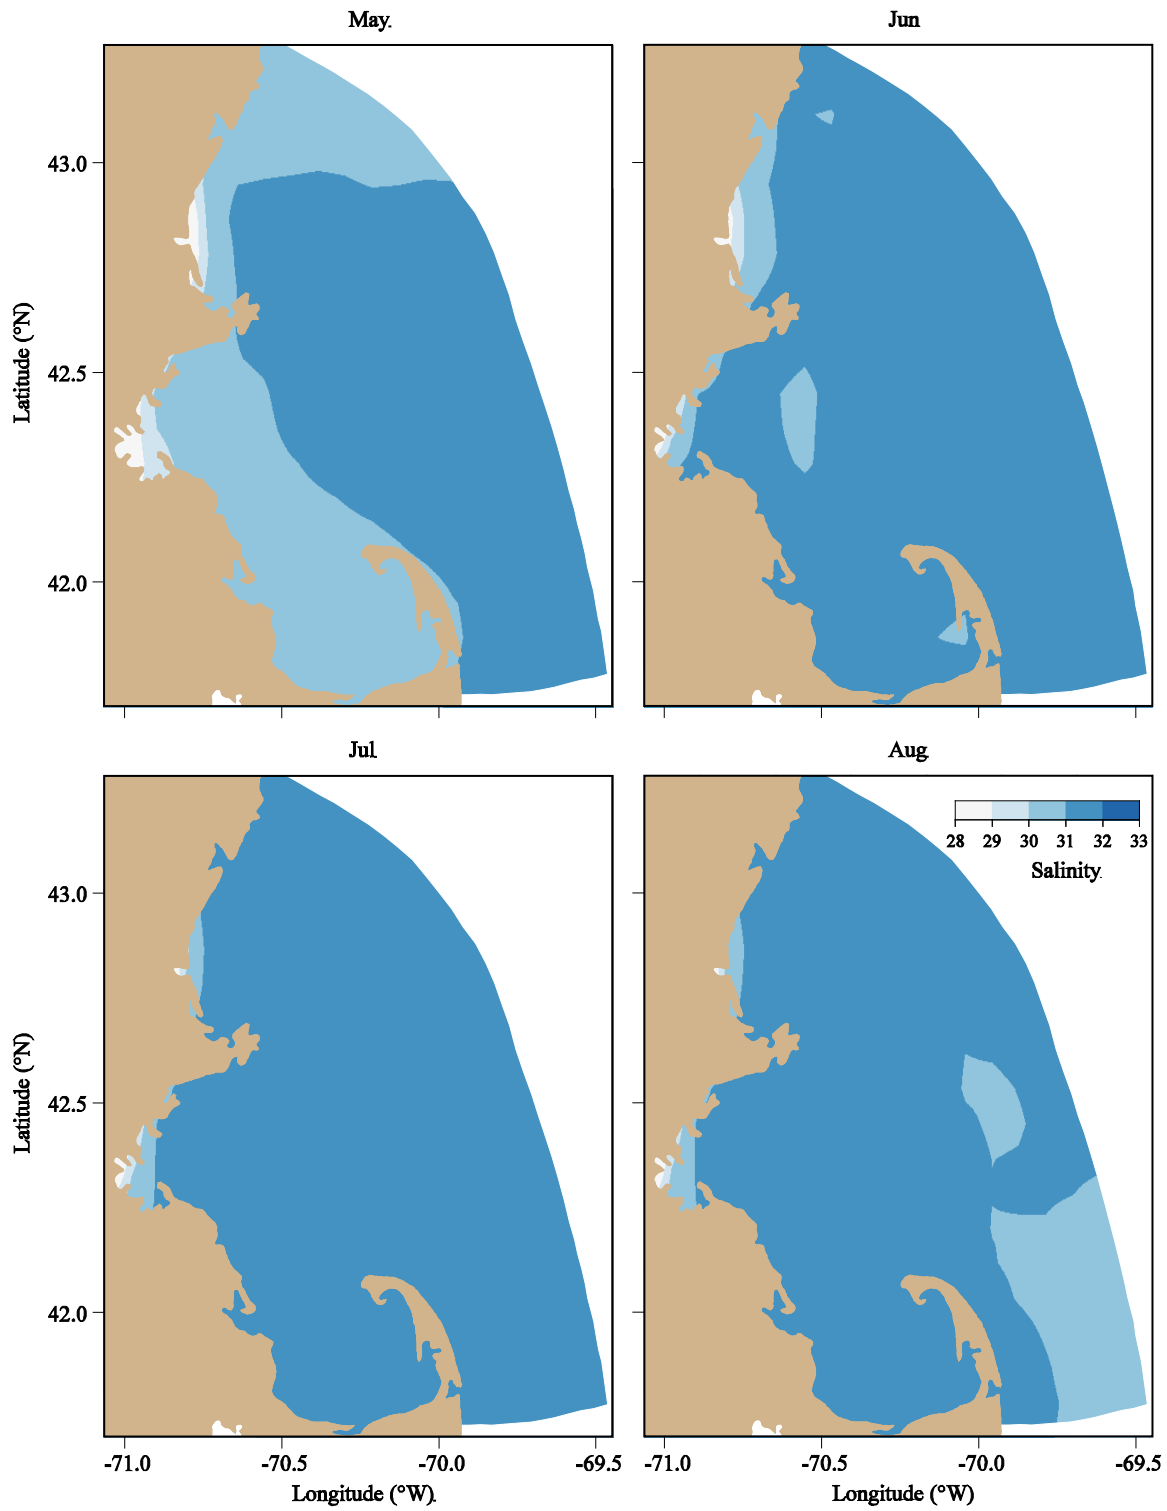 May.
Jun
43.0
42.5
42.0
Latitude (°N)
Jul.
Aug.
28 29 30 31 32 33
Salinity.
43.0
42.5
42.0
Latitude (°N)
-71.0 -70.5 -70.0 -69.5
-71.0 -70.5 -70.0 -69.5
Longitude (°W).
Longitude (°W)